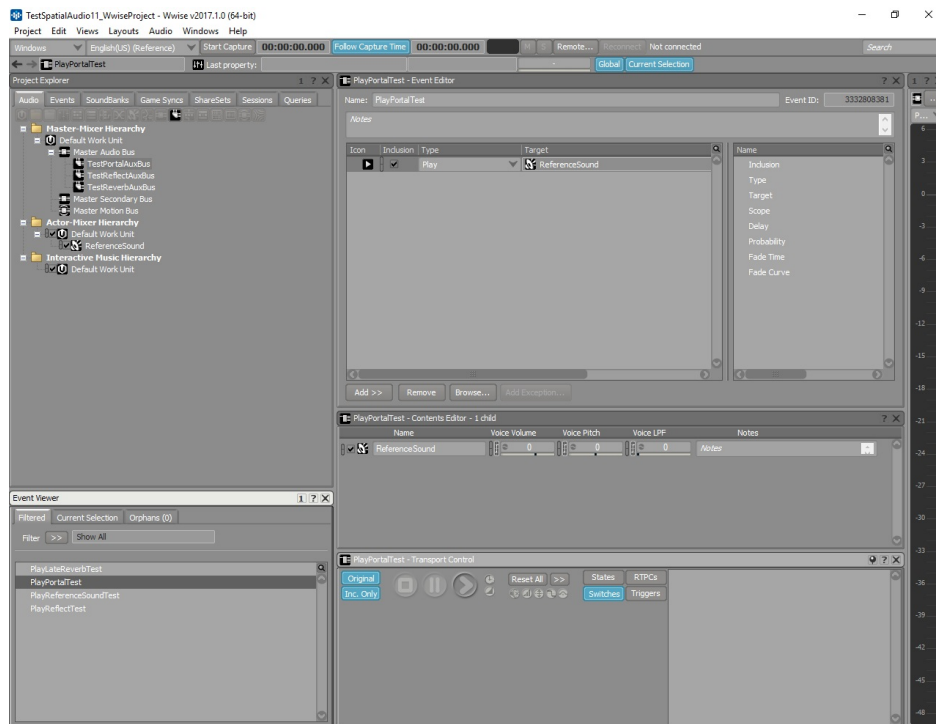 TestSpatialAudio11_WwiseProject - Wwise v2017.1.0 (64-bit)
Project Edit Views Layouts Audio Windows Help
Windows English(US) (Reference) Start Capture 00:00:00.000 Follow Capture Time 00:00:00.000 M S Remote... Reconnect Not connected Search
PlayPortalTest Last property: - Global Current Selection
Project Explorer 1 ? X
Audio Events SoundBanks Game Syncs ShareSets Sessions Queries
Master-Mixer Hierarchy
Default Work Unit
Master Audio Bus
TestPortalAuxBus
TestReflectAuxBus
TestReverbAuxBus
Master Secondary Bus
Master Motion Bus
Actor-Mixer Hierarchy
Default Work Unit
ReferenceSound
Interactive Music Hierarchy
Default Work Unit
Event Viewer 1 ? X
Filtered Current Selection Orphans (0)
Filter >> Show All
PlayLateReverbTest
PlayPortalTest
PlayReferenceSoundTest
PlayReflectTest
PlayPortalTest - Event Editor ? X
Name: PlayPortalTest Event ID: 3332808381
Notes
Icon Inclusion Type Target
Play ReferenceSound
Name
Inclusion
Type
Target
Scope
Delay
Probability
Fade Time
Fade Curve
Add >> Remove Browse... Add Exception...
PlayPortalTest - Contents Editor - 1 child ? X
Name Voice Volume Voice Pitch Voice LPF Notes
ReferenceSound 0 0 0 Notes
PlayPortalTest - Transport Control ? X
Original Reset All >> States RTPCs
Inc. Only Switches Triggers
1 ?
P...
6
3
0
-3
-6
-9
-12
-15
-18
-21
-24
-27
-30
-33
-36
-39
-42
-45
-48